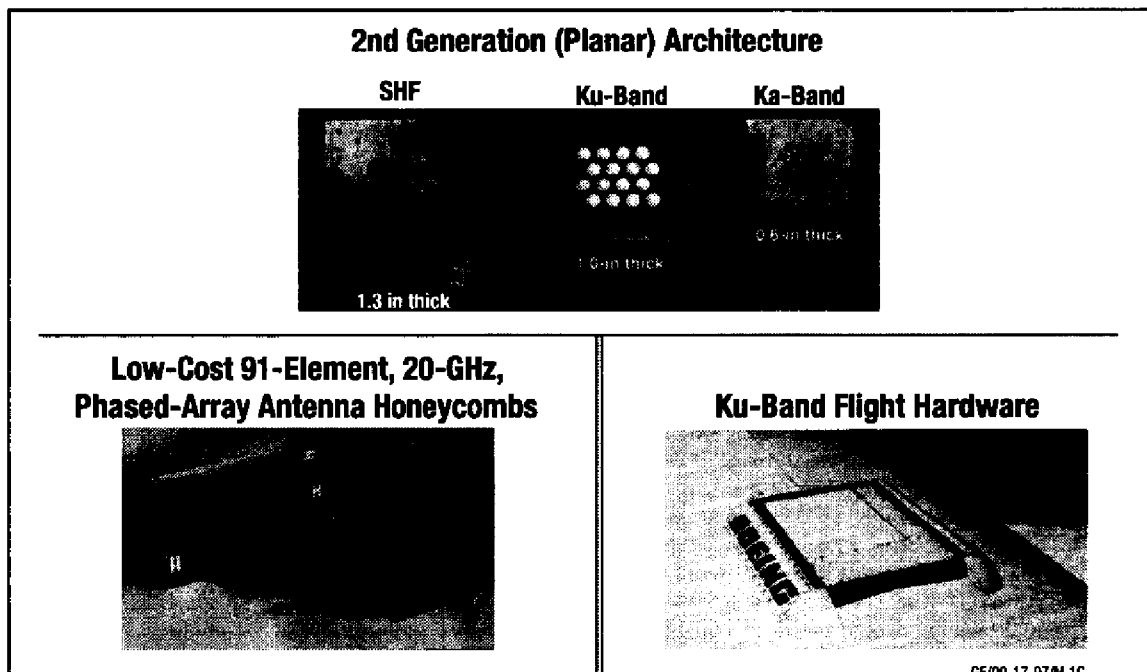 2nd Generation (Planar) Architecture
SHF Ku-Band Ka-Band
0.6-in thick
1.0-in thick
1.3 in thick
Low-Cost 91-Element, 20-GHz,
Phased-Array Antenna Honeycombs
Ku-Band Flight Hardware
BOEING